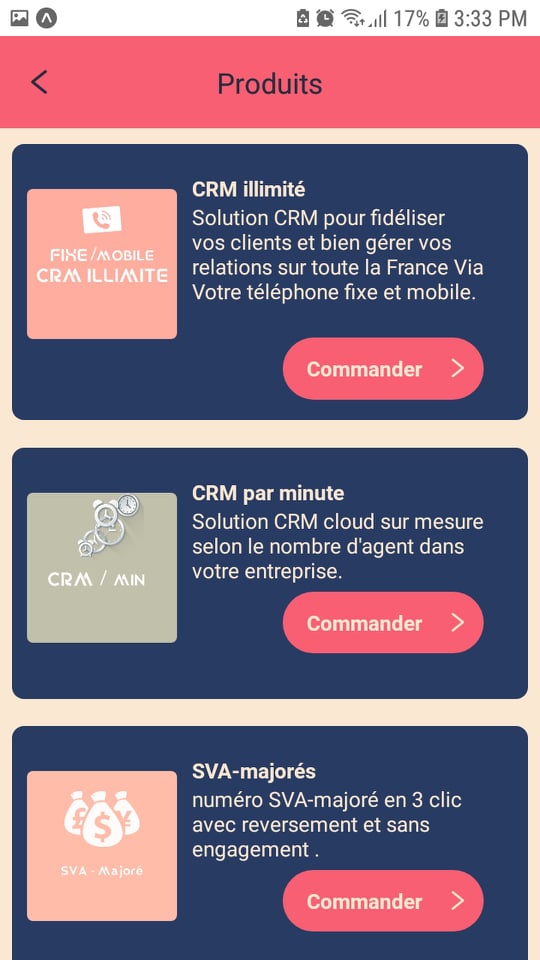 17% 3:33 PM
Produits
CRM illimité
Solution CRM pour fidéliser
vos clients et bien gérer vos
relations sur toute la France Via
Votre téléphone fixe et mobile.
FIXE/MOBILE
CRM ILLIMITE
Commander
CRM par minute
Solution CRM cloud sur mesure
selon le nombre d'agent dans
votre entreprise.
CRM / MIN
Commander
SVA-majorés
numéro SVA-majoré en 3 clic
avec reversement et sans
engagement .
SVA - Majoré
Commander